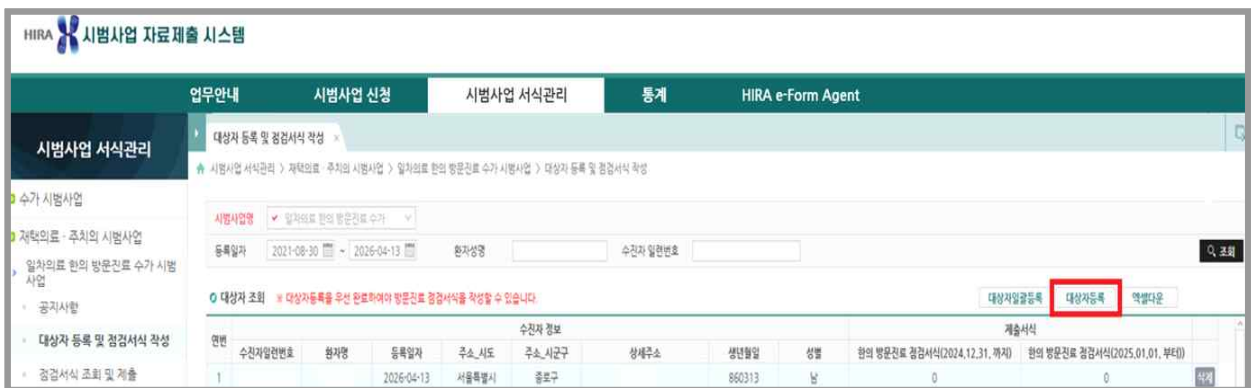 HIRA 시범사업 자료제출 시스템
업무안내 시범사업 신청 시범사업 서식관리 통계 HIRA e-Form Agent
시범사업 서식관리
대상자 등록 및 점검서식 작성 ×
시범사업 서식관리 > 재택의료 · 주치의 시범사업 > 일차의료 한의 방문진료 수가 시범사업 > 대상자 등록 및 점검서식 작성
수가 시범사업
재택의료 · 주치의 시범사업
일차의료 한의 방문진료 수가 시범
사업
공지사항
대상자 등록 및 점검서식 작성
점검서식 조회 및 제출
시범사업명 일차의료 한의 방문진료 수가
등록일자 2021-08-30 ~ 2026-04-13 환자성명 수진자 일련번호 조회
대상자 조회 ※ 대상자등록을 우선 완료하여야 방문진료 점검서식을 작성할 수 있습니다. 대상자일괄등록 대상자등록 엑셀다운
연번 수진자 정보 제출서식
수진자일련번호 환자명 등록일자 주소_시도 주소_시군구 상세주소 생년월일 성별 한의 방문진료 점검서식(2024.12.31. 까지) 한의 방문진료 점검서식(2025.01.01. 부터))
1 2026-04-13 서울특별시 종로구 860313 남 0 0 삭제